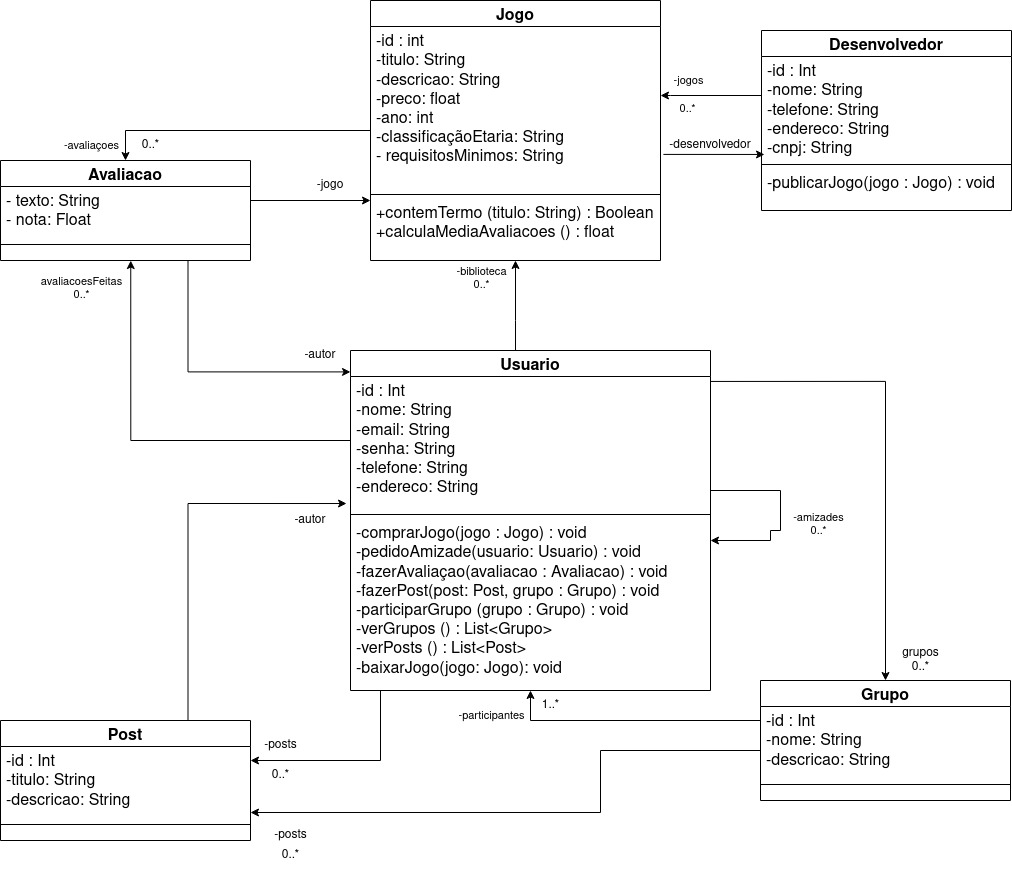 Jogo
-id : int
-titulo: String
-descricao: String
-preco: float
-ano: int
-classificaçãoEtaria: String
- requisitosMinimos: String
+contemTermo (titulo: String) : Boolean
+calculaMediaAvaliacoes () : float
Desenvolvedor
-id : Int
-nome: String
-telefone: String
-endereco: String
-cnpj: String
-publicarJogo(jogo : Jogo) : void
-jogos
0..*
-desenvolvedor
-avaliaçoes
0..*
Avaliacao
- texto: String
- nota: Float
-jogo
avaliacoesFeitas
0..*
-biblioteca
0..*
-autor
Usuario
-id : Int
-nome: String
-email: String
-senha: String
-telefone: String
-endereco: String
-comprarJogo(jogo : Jogo) : void
-pedidoAmizade(usuario: Usuario) : void
-fazerAvaliaçao(avaliacao : Avaliacao) : void
-fazerPost(post: Post, grupo : Grupo) : void
-participarGrupo (grupo : Grupo) : void
-verGrupos () : List<Grupo>
-verPosts () : List<Post>
-baixarJogo(jogo: Jogo): void
-autor
-amizades
0..*
grupos
0..*
Grupo
-id : Int
-nome: String
-descricao: String
-participantes
1..*
Post
-id : Int
-titulo: String
-descricao: String
-posts
0..*
-posts
0..*